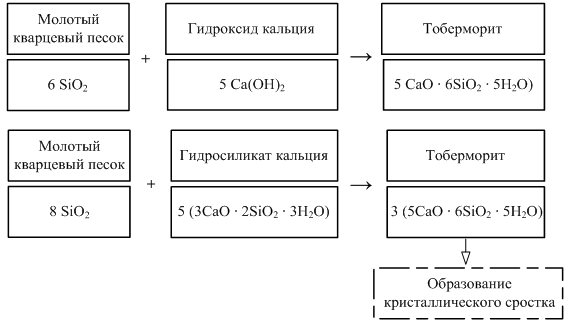 Молотый
кварцевый песок
+
Гидроксид кальция
→
Тоберморит
6 SiO₂
5 Ca(OH)₂
5 CaO · 6SiO₂ · 5H₂O)
Молотый
кварцевый песок
+
Гидросиликат кальция
→
Тоберморит
8 SiO₂
5 (3CaO · 2SiO₂ · 3H₂O)
3 (5CaO · 6SiO₂ · 5H₂O)
Образование
кристаллического сростка